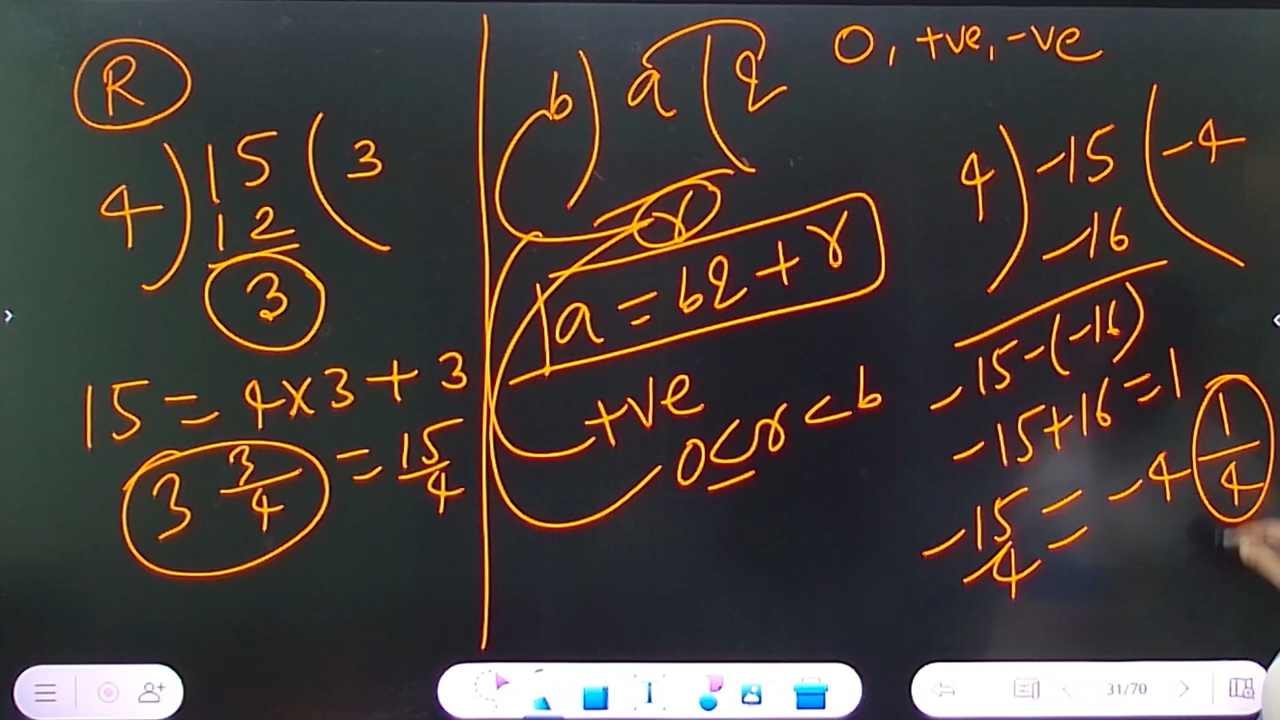 R
4) 15 (3
12
3
15 = 4×3+3
3 3/4 = 15/4
b) a (q
r
a = bq + r
+ve
0≤r<b
0, +ve, -ve
4) -15 (-4
-16
-15-(-16)
-15+16=1
-15/4 = -4 1/4
31/70